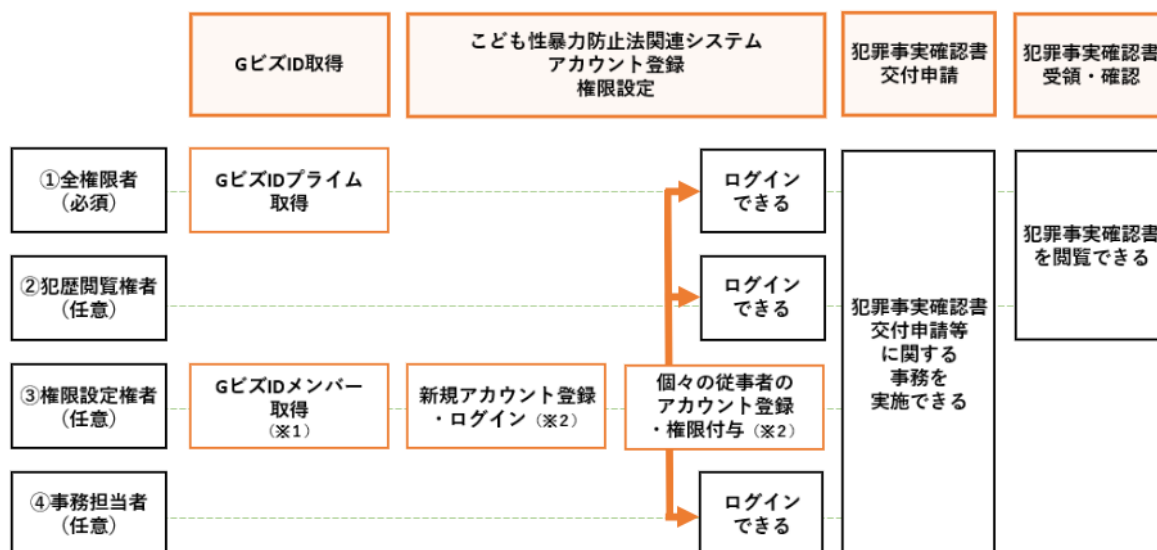 GビズID取得
こども性暴力防止法関連システム
アカウント登録
権限設定
犯罪事実確認書
交付申請
犯罪事実確認書
受領・確認
①全権限者
（必須）
GビズIDプライム
取得
ログイン
できる
②犯歴閲覧権者
（任意）
ログイン
できる
犯罪事実確認書
を閲覧できる
③権限設定権者
（任意）
GビズIDメンバー
取得
（※1）
新規アカウント登録
・ログイン（※2）
個々の従事者の
アカウント登録
・権限付与（※2）
犯罪事実確認書
交付申請等
に関する
事務を
実施できる
④事務担当者
（任意）
ログイン
できる